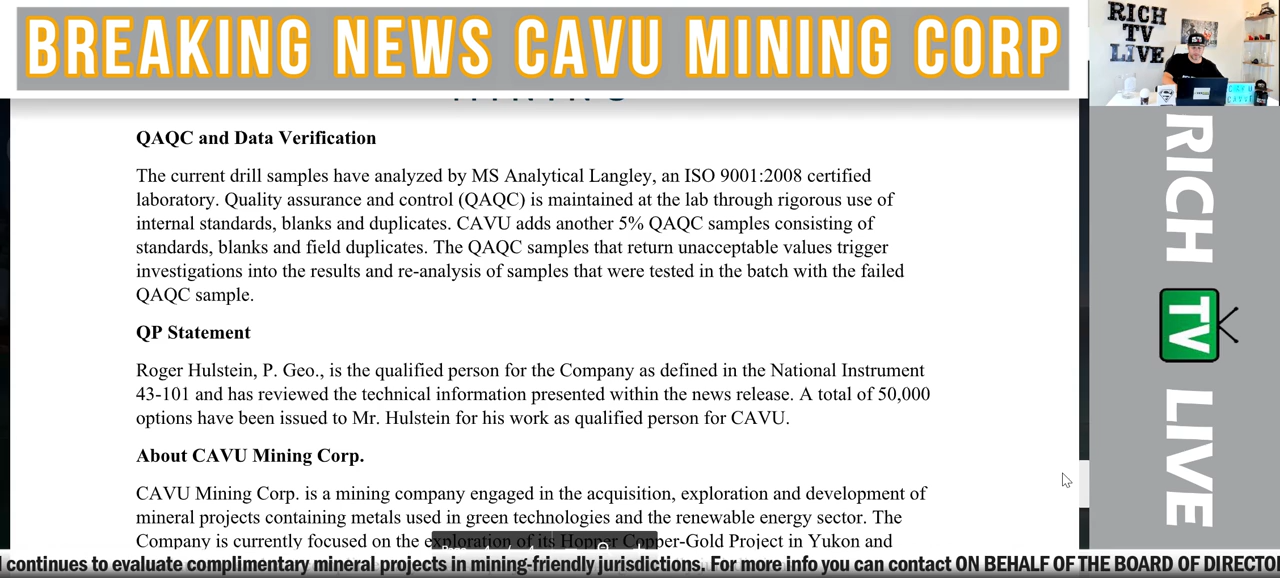 BREAKING NEWS CAVU MINING CORP
RICH
TV
LIVE
QAQC and Data Verification
The current drill samples have analyzed by MS Analytical Langley, an ISO 9001:2008 certified
laboratory. Quality assurance and control (QAQC) is maintained at the lab through rigorous use of
internal standards, blanks and duplicates. CAVU adds another 5% QAQC samples consisting of
standards, blanks and field duplicates. The QAQC samples that return unacceptable values trigger
investigations into the results and re-analysis of samples that were tested in the batch with the failed
QAQC sample.
QP Statement
Roger Hulstein, P. Geo., is the qualified person for the Company as defined in the National Instrument
43-101 and has reviewed the technical information presented within the news release. A total of 50,000
options have been issued to Mr. Hulstein for his work as qualified person for CAVU.
About CAVU Mining Corp.
CAVU Mining Corp. is a mining company engaged in the acquisition, exploration and development of
mineral projects containing metals used in green technologies and the renewable energy sector. The
Company is currently focused on the exploration of its Hopper Copper-Gold Project in Yukon and
RICH TV LIVE
continues to evaluate complimentary mineral projects in mining-friendly jurisdictions. For more info you can contact ON BEHALF OF THE BOARD OF DIRECTO